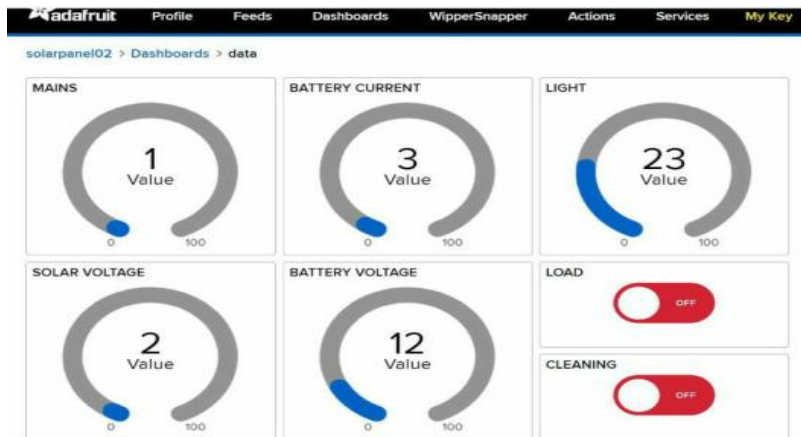 adafruit Profile Feeds Dashboards WipperSnapper Actions Services My Key
solarpanel02 > Dashboards > data
MAINS
1
Value
0 100
BATTERY CURRENT
3
Value
0 100
LIGHT
23
Value
0 100
SOLAR VOLTAGE
2
Value
0 100
BATTERY VOLTAGE
12
Value
0 100
LOAD
OFF
CLEANING
OFF